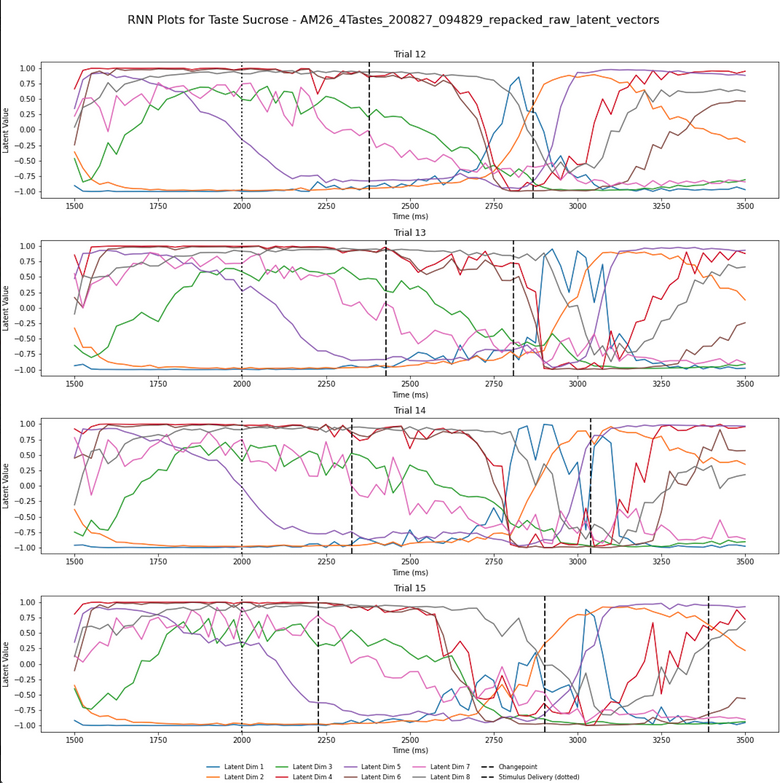 RNN Plots for Taste Sucrose - AM26_4Tastes_200827_094829_repacked_raw_latent_vectors
Trial 12
Latent Value
1.00
0.75
0.50
0.25
0.00
−0.25
−0.50
−0.75
−1.00
1500 1750 2000 2250 2500 2750 3000 3250 3500
Time (ms)
Trial 13
Latent Value
1.00
0.75
0.50
0.25
0.00
−0.25
−0.50
−0.75
−1.00
1500 1750 2000 2250 2500 2750 3000 3250 3500
Time (ms)
Trial 14
Latent Value
1.00
0.75
0.50
0.25
0.00
−0.25
−0.50
−0.75
−1.00
1500 1750 2000 2250 2500 2750 3000 3250 3500
Time (ms)
Trial 15
Latent Value
1.00
0.75
0.50
0.25
0.00
−0.25
−0.50
−0.75
−1.00
1500 1750 2000 2250 2500 2750 3000 3250 3500
Time (ms)
Latent Dim 1 Latent Dim 3 Latent Dim 5 Latent Dim 7 Changepoint
Latent Dim 2 Latent Dim 4 Latent Dim 6 Latent Dim 8 Stimulus Delivery (dotted)